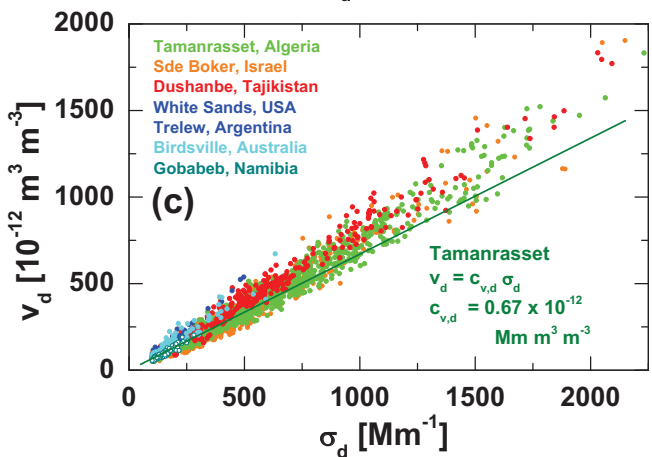 d
2000
1500
1000
500
0
v_d [10^-12 m^3 m^-3]
Tamanrasset, Algeria
Sde Boker, Israel
Dushanbe, Tajikistan
White Sands, USA
Trelew, Argentina
Birdsville, Australia
Gobabeb, Namibia
(c)
Tamanrasset
v_d = c_v,d σ_d
c_v,d = 0.67 x 10^-12
Mm m^3 m^-3
0 500 1000 1500 2000
σ_d [Mm^-1]